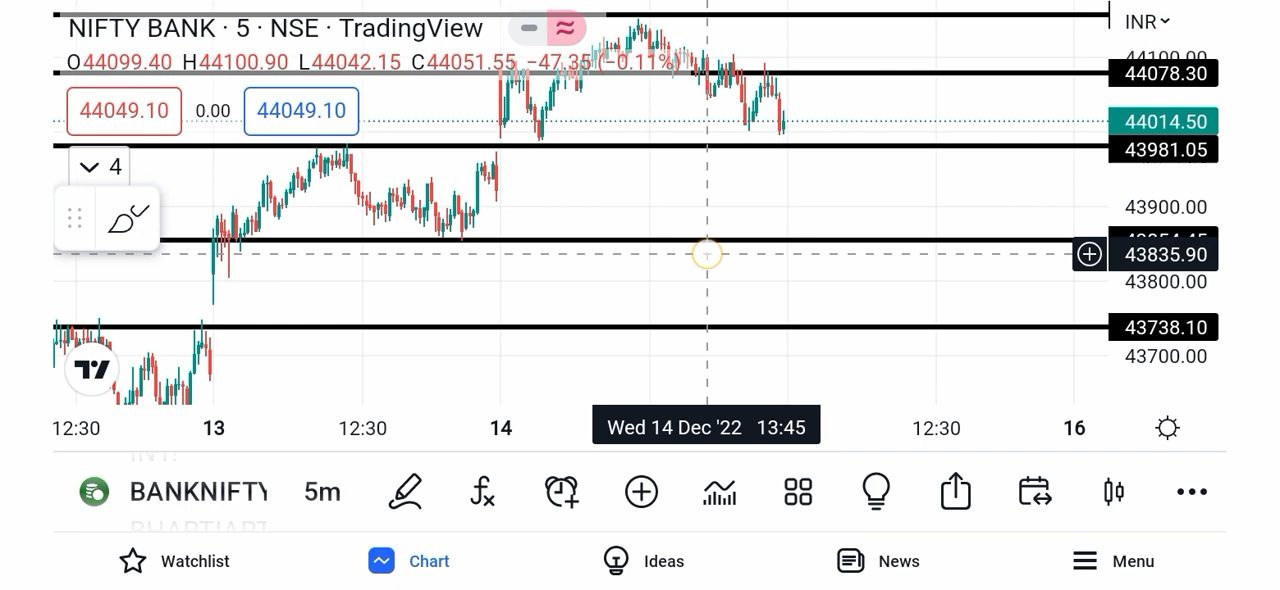 NIFTY BANK · 5 · NSE · TradingView
INR
O44099.40 H44100.90 L44042.15 C44051.55 −47.35 (−0.11%)
44100.00
44078.30
44049.10 0.00 44049.10
44014.50
43981.05
4
43900.00
43835.90
43800.00
43738.10
43700.00
12:30 13 12:30 14 Wed 14 Dec '22 13:45 12:30 16
BANKNIFTY 5m
Watchlist Chart Ideas News Menu